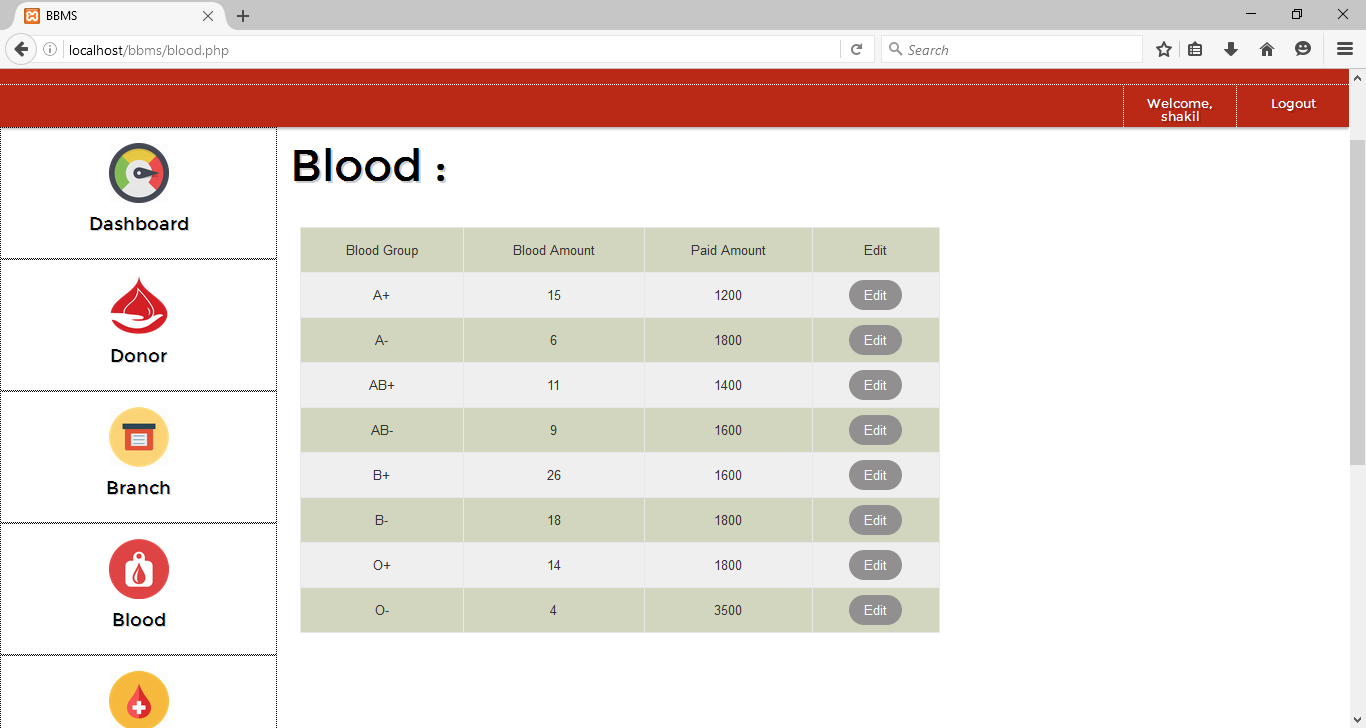 BBMS
localhost/bbms/blood.php
Search
Welcome,
shakil
Logout
Dashboard
Donor
Branch
Blood
Blood :
Blood Group Blood Amount Paid Amount Edit
A+ 15 1200 Edit
A- 6 1800 Edit
AB+ 11 1400 Edit
AB- 9 1600 Edit
B+ 26 1600 Edit
B- 18 1800 Edit
O+ 14 1800 Edit
O- 4 3500 Edit